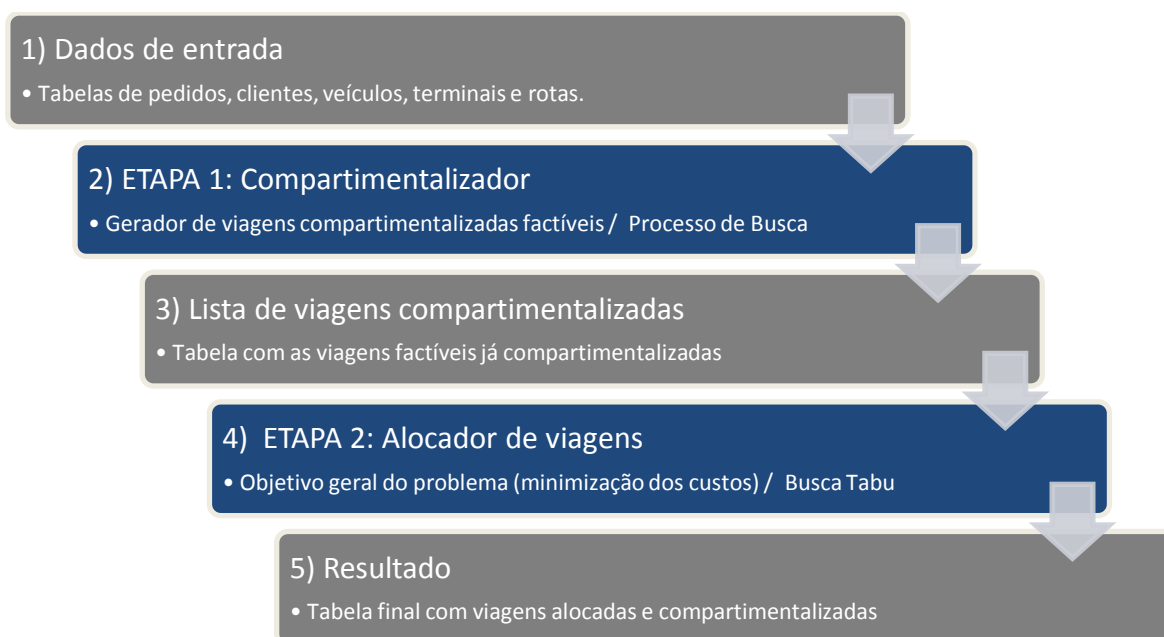 1) Dados de entrada
• Tabelas de pedidos, clientes, veículos, terminais e rotas.
2) ETAPA 1: Compartimentalizador
• Gerador de viagens compartimentalizadas factíveis / Processo de Busca
3) Lista de viagens compartimentalizadas
• Tabela com as viagens factíveis já compartimentalizadas
4) ETAPA 2: Alocador de viagens
• Objetivo geral do problema (minimização dos custos) / Busca Tabu
5) Resultado
• Tabela final com viagens alocadas e compartimentalizadas